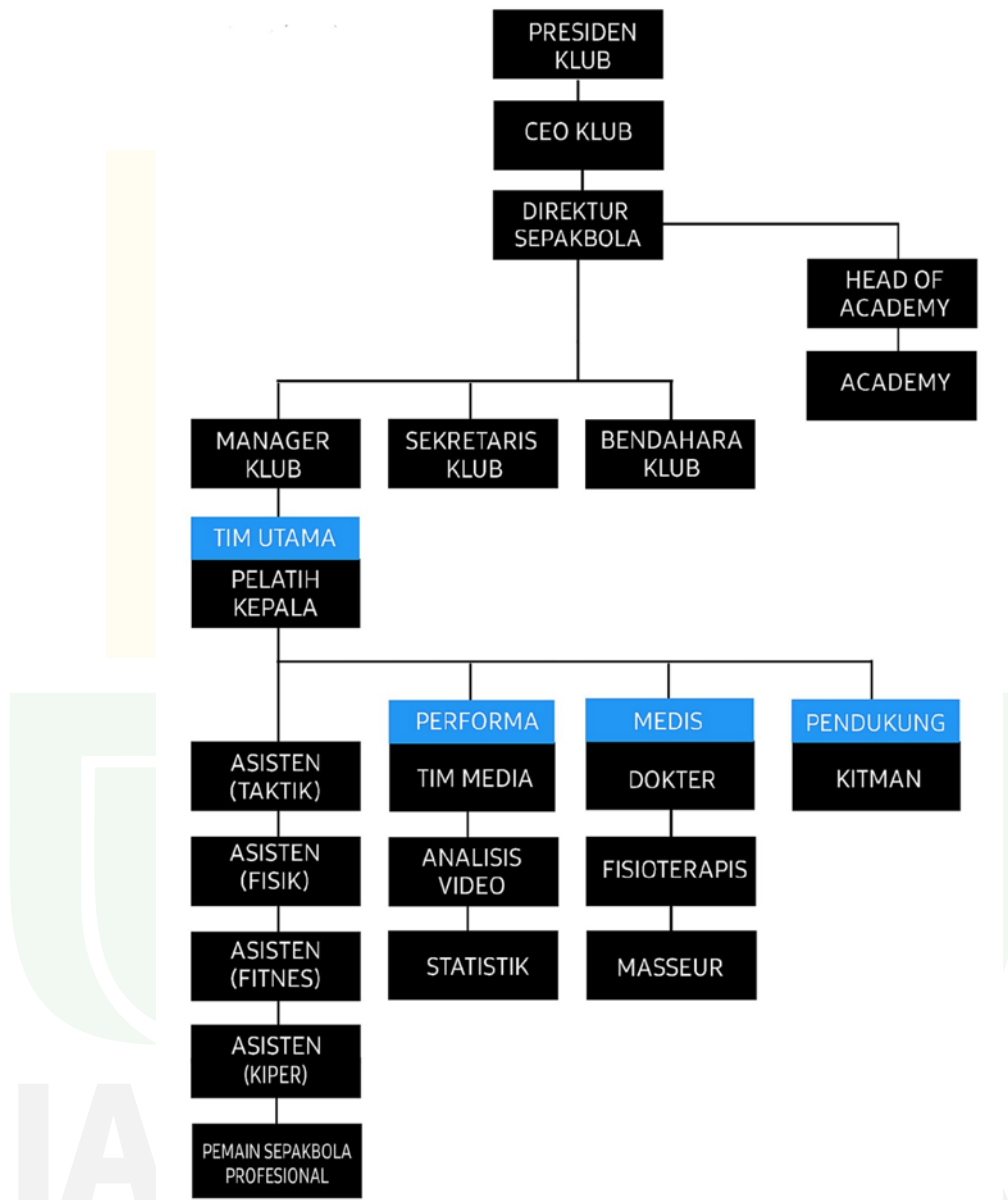 PRESIDEN
KLUB
CEO KLUB
DIREKTUR
SEPAKBOLA
HEAD OF
ACADEMY
ACADEMY
MANAGER
KLUB
SEKRETARIS
KLUB
BENDAHARA
KLUB
TIM UTAMA
PELATIH
KEPALA
PERFORMA
MEDIS
PENDUKUNG
ASISTEN
(TAKTIK)
TIM MEDIA
DOKTER
KITMAN
ASISTEN
(FISIK)
ANALISIS
VIDEO
FISIOTERAPIS
ASISTEN
(FITNES)
STATISTIK
MASSEUR
ASISTEN
(KIPER)
PEMAIN SEPAKBOLA
PROFESIONAL
IA